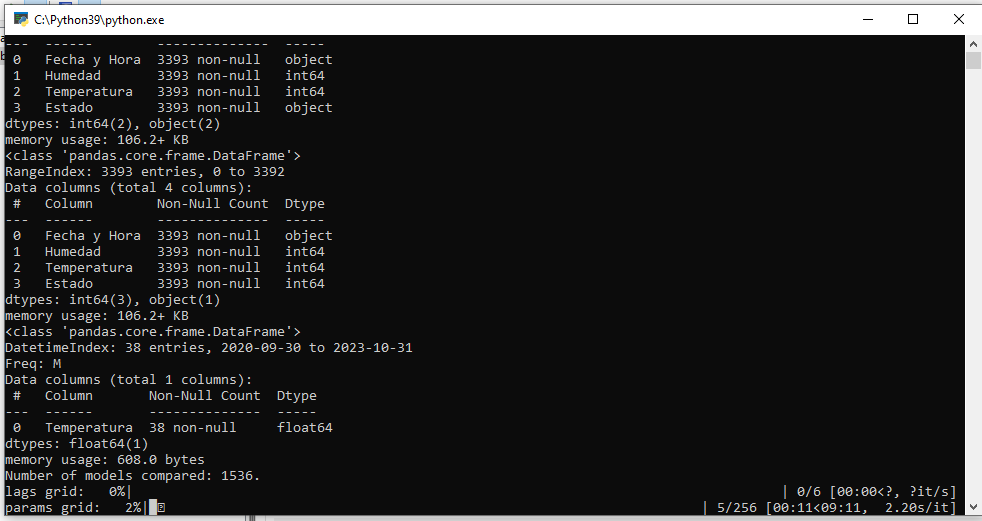 C:\Python39\python.exe
---  ------       --------------  -----
 0   Fecha y Hora  3393 non-null   object
 1   Humedad       3393 non-null   int64
 2   Temperatura   3393 non-null   int64
 3   Estado        3393 non-null   object
dtypes: int64(2), object(2)
memory usage: 106.2+ KB
<class 'pandas.core.frame.DataFrame'>
RangeIndex: 3393 entries, 0 to 3392
Data columns (total 4 columns):
 #   Column        Non-Null Count  Dtype
---  ------        --------------  -----
 0   Fecha y Hora  3393 non-null   object
 1   Humedad       3393 non-null   int64
 2   Temperatura   3393 non-null   int64
 3   Estado        3393 non-null   int64
dtypes: int64(3), object(1)
memory usage: 106.2+ KB
<class 'pandas.core.frame.DataFrame'>
DatetimeIndex: 38 entries, 2020-09-30 to 2023-10-31
Freq: M
Data columns (total 1 columns):
 #   Column       Non-Null Count  Dtype
---  ------       --------------  -----
 0   Temperatura  38 non-null     float64
dtypes: float64(1)
memory usage: 608.0 bytes
Number of models compared: 1536.
lags grid:   0%|                                                                                 | 0/6 [00:00<?, ?it/s]
params grid:   2%|                                                                     | 5/256 [00:11<09:11,  2.20s/it]